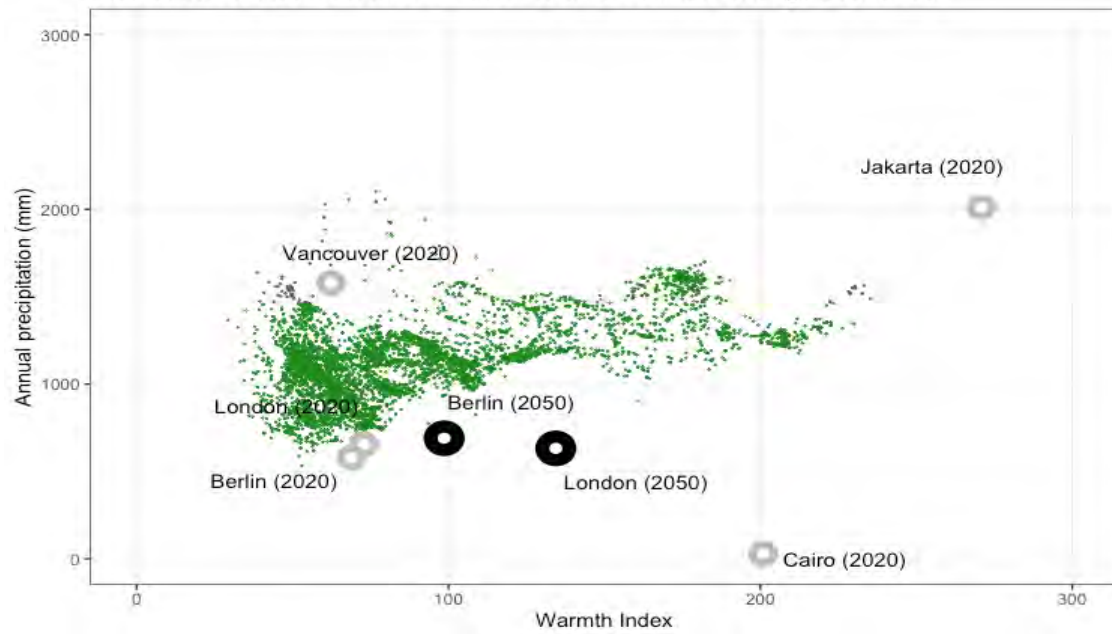 3000
Jakarta (2020)
2000
Vancouver (2020)
Annual precipitation (mm)
1000
London (2020)
Berlin (2050)
Berlin (2020)
London (2050)
0
Cairo (2020)
0
100
200
300
Warmth Index